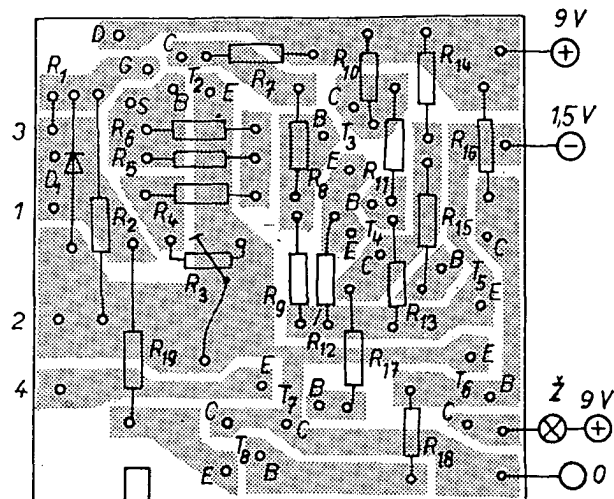 D
C
9 V
+
G
T2
R7
R10
R14
R1
S
B
E
C
1,5 V
−
3
R6
B
T3
R16
R5
E
R8
R11
D1
1
R4
R2
B
R15
E
T4
C
C
B
T5
R3
R9
R13
E
2
R12
R19
R17
E
4
E
T6
B
Ž
9 V
+
B
T7
C
C
C
T8
R18
E
B
0